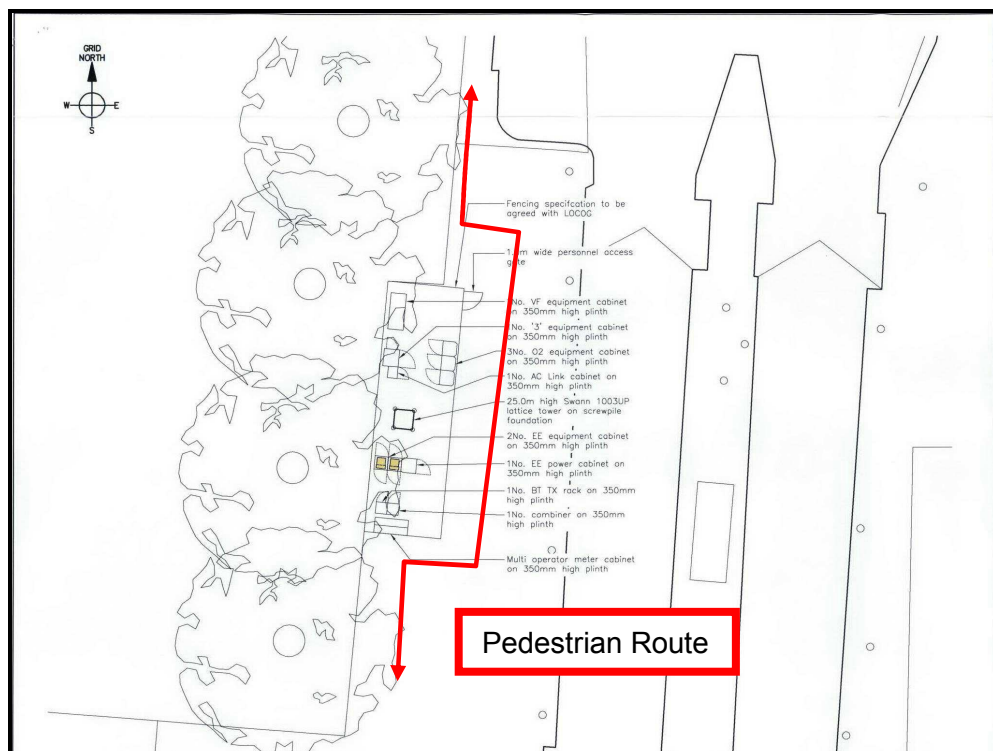 GRID
NORTH
W
E
S
Fencing specifcation to be
agreed with LOCOG
wide personnel access
VF equipment cabinet
on 350mm high plinth
'3' equipment cabinet
350mm high plinth
3No. O2 equipment cabinet
on 350mm high plinth
1No. AC Link cabinet on
350mm high plinth
25.0m high Swann 1003UP
lattice tower on screwpile
foundation
2No. EE equipment cabinet
on 350mm high plinth
1No. EE power cabinet on
350mm high plinth
1No. BT TX rack on 350mm
high plinth
1No. combiner on 350mm
high plinth
Multi operator meter cabinet
on 350mm high plinth
Pedestrian Route